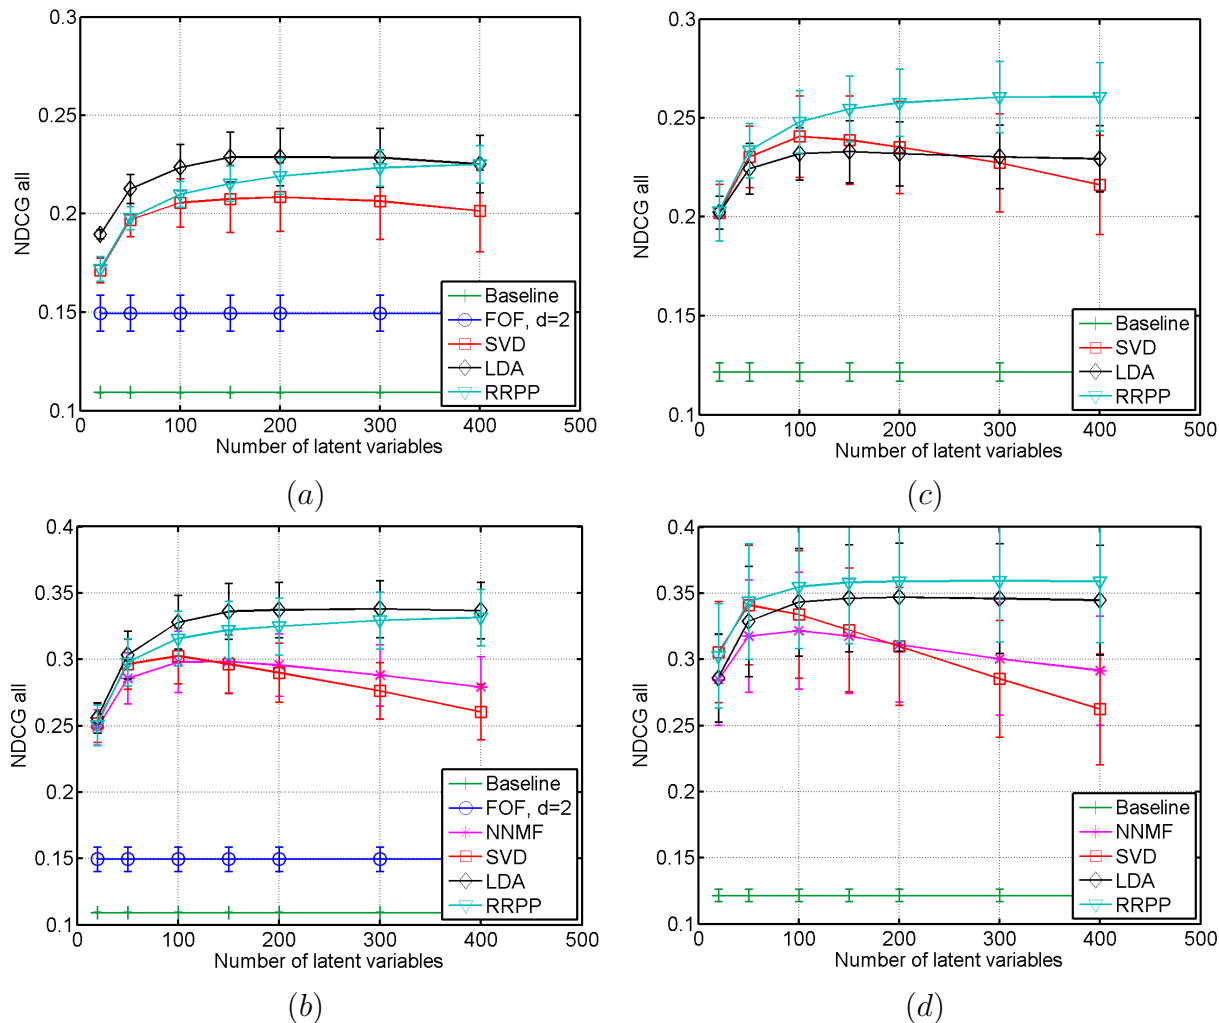 0.3
0.25
0.2
0.15
0.1
NDCG all
0
100
200
300
400
500
Number of latent variables
Baseline
FOF, d=2
SVD
LDA
RRPP
(a)
0.3
0.25
0.2
0.15
0.1
NDCG all
0
100
200
300
400
500
Number of latent variables
Baseline
SVD
LDA
RRPP
(c)
0.4
0.35
0.3
0.25
0.2
0.15
0.1
NDCG all
0
100
200
300
400
500
Number of latent variables
Baseline
FOF, d=2
NNMF
SVD
LDA
RRPP
(b)
0.4
0.35
0.3
0.25
0.2
0.15
0.1
NDCG all
0
100
200
300
400
500
Number of latent variables
Baseline
NNMF
SVD
LDA
RRPP
(d)